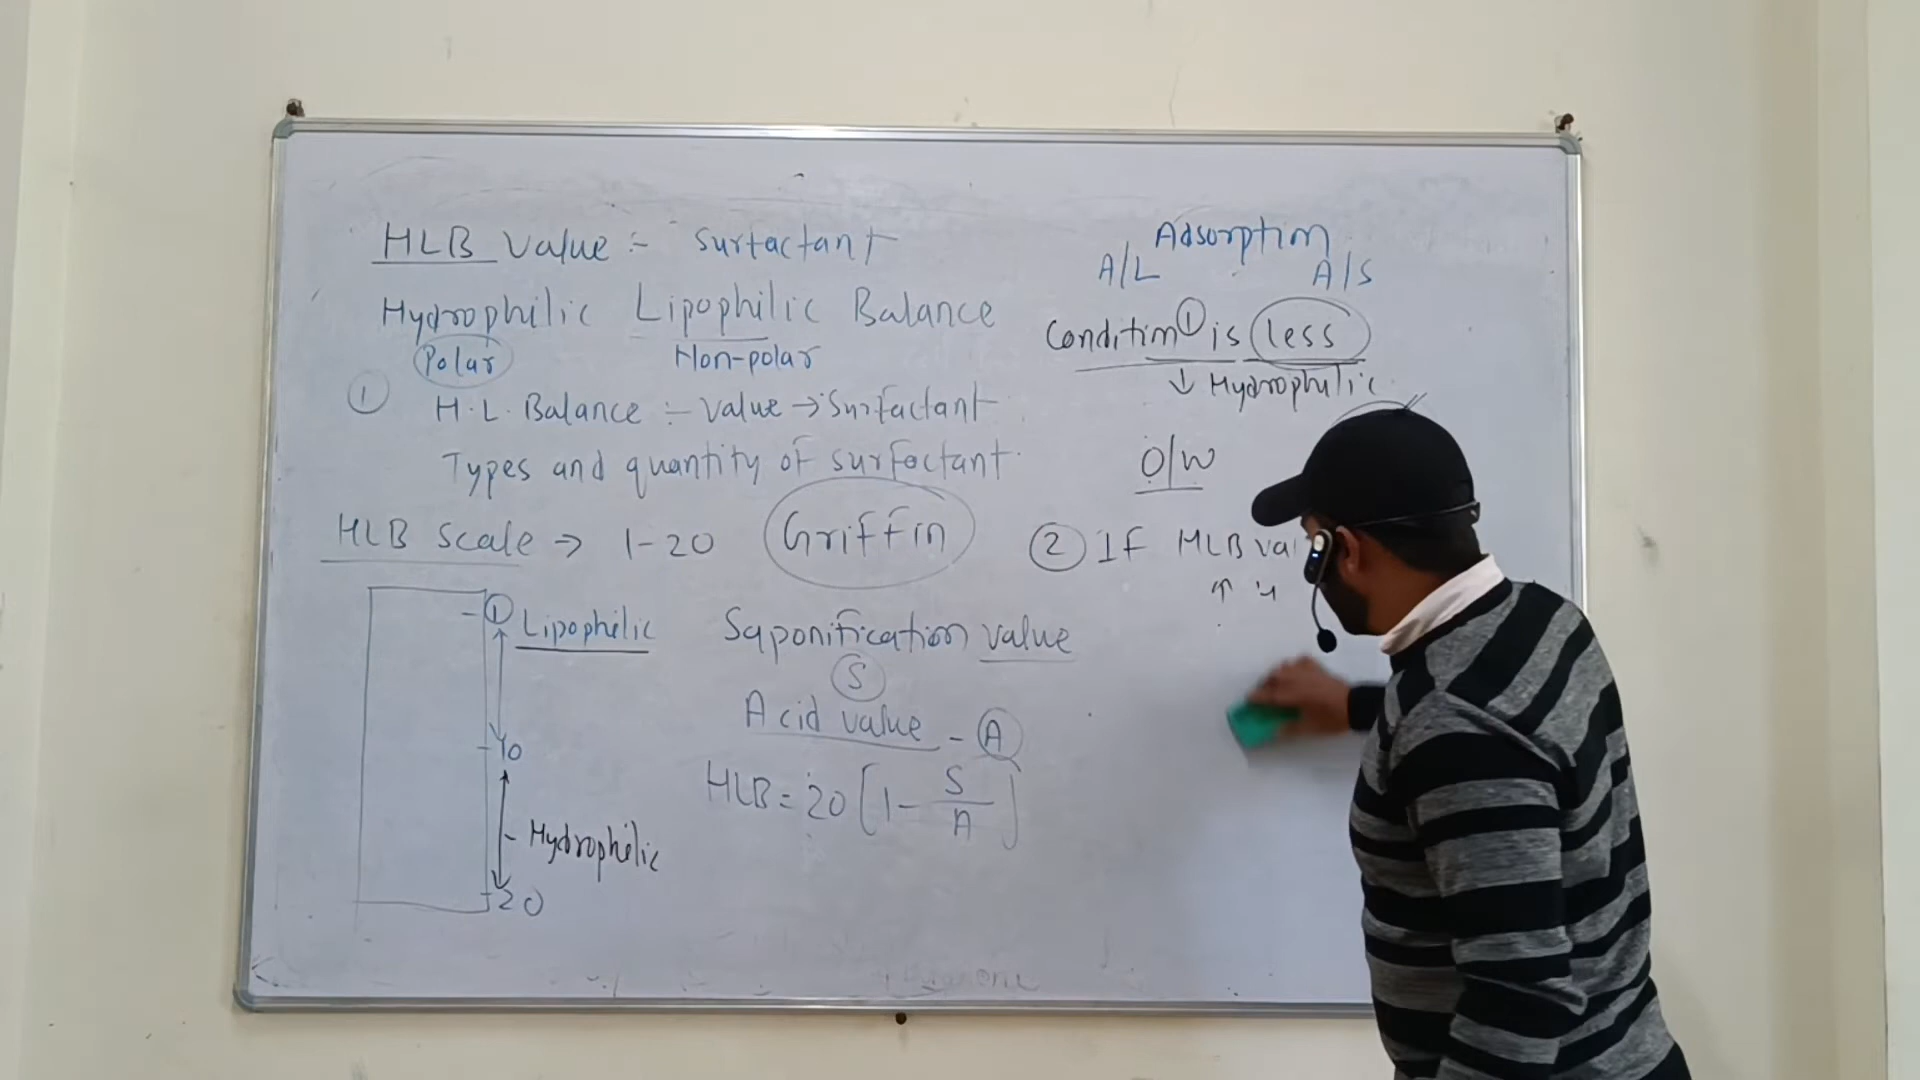 HLB Value :- Surfactant
Hydrophilic Lipophilic Balance
Polar Non-polar
① H.L. Balance :- Value → Surfactant
Types and quantity of surfactant.
HLB Scale → 1-20 Griffin
① Lipophilic
10
Hydrophilic
20
Saponification value
S
Acid value - A
HLB = 20 [1 - S/A]
Adsorption
A/L A/S
Condition ① is less
↓ Hydrophilic
O/W
② If HLB
↑